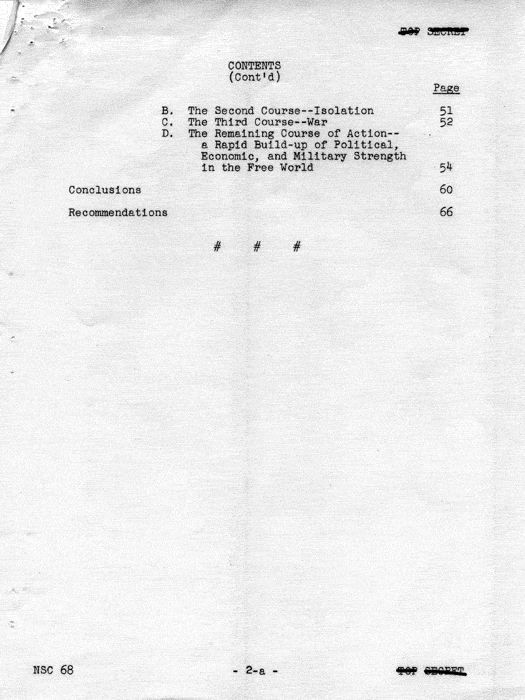 TOP SECRET
CONTENTS
(Cont'd)
Page
B. The Second Course--Isolation 51
C. The Third Course--War 52
D. The Remaining Course of Action--
a Rapid Build-up of Political,
Economic, and Military Strength
in the Free World 54
Conclusions 60
Recommendations 66
# # #
NSC 68 - 2-a - TOP SECRET